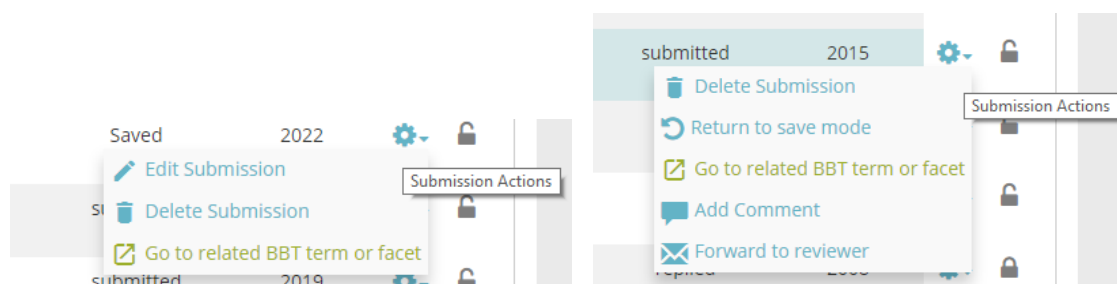 Saved 2022
Edit Submission
Submission Actions
Delete Submission
Go to related BBT term or facet
submitted 2019
submitted 2015
Delete Submission
Submission Actions
Return to save mode
Go to related BBT term or facet
Add Comment
Forward to reviewer